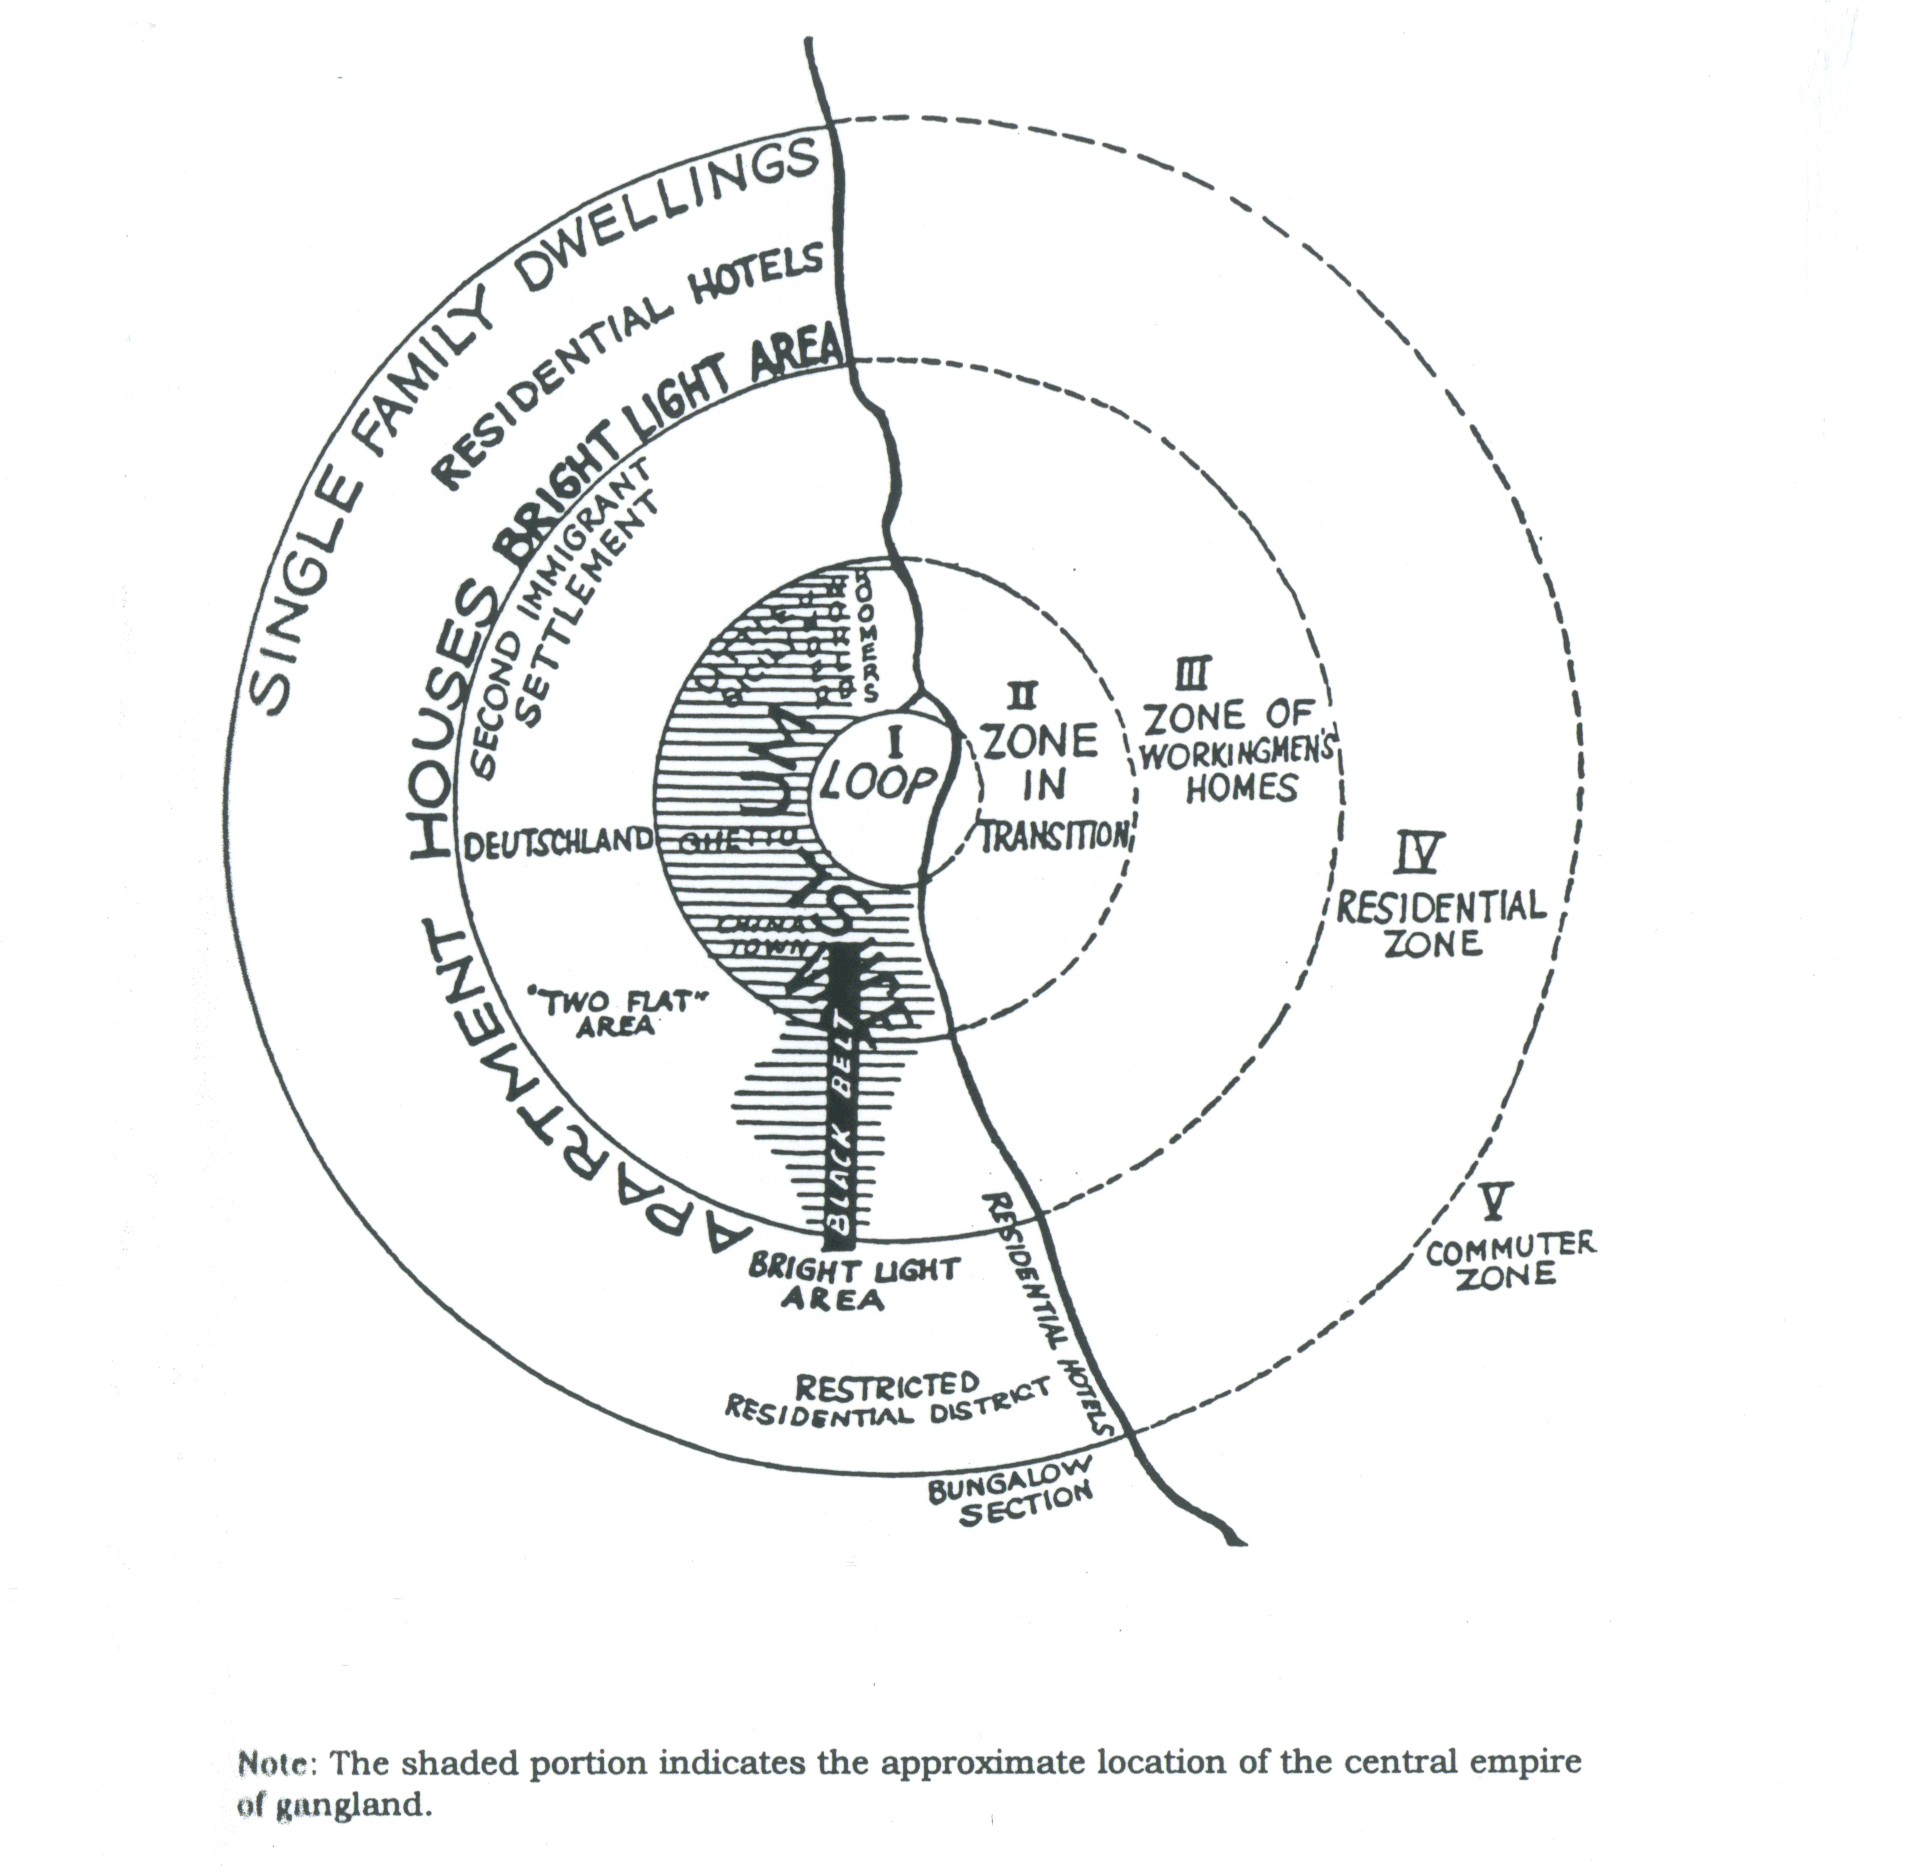 SINGLE FAMILY DWELLINGS
RESIDENTIAL HOTELS
BRIGHT LIGHT AREA
SECOND IMMIGRANT
SETTLEMENT
APARTMENT HOUSES
ROOMERS
SLUM
I
LOOP
II
ZONE
IN
TRANSITION
III
ZONE OF
WORKINGMEN'S
HOMES
IV
RESIDENTIAL
ZONE
V
COMMUTER
ZONE
DEUTSCHLAND
GHETTO
CHINA
TOWN
"TWO FLAT"
AREA
BLACK BELT
BRIGHT LIGHT
AREA
RESIDENTIAL HOTELS
RESTRICTED
RESIDENTIAL DISTRICT
BUNGALOW
SECTION
Note: The shaded portion indicates the approximate location of the central empire
of gangland.